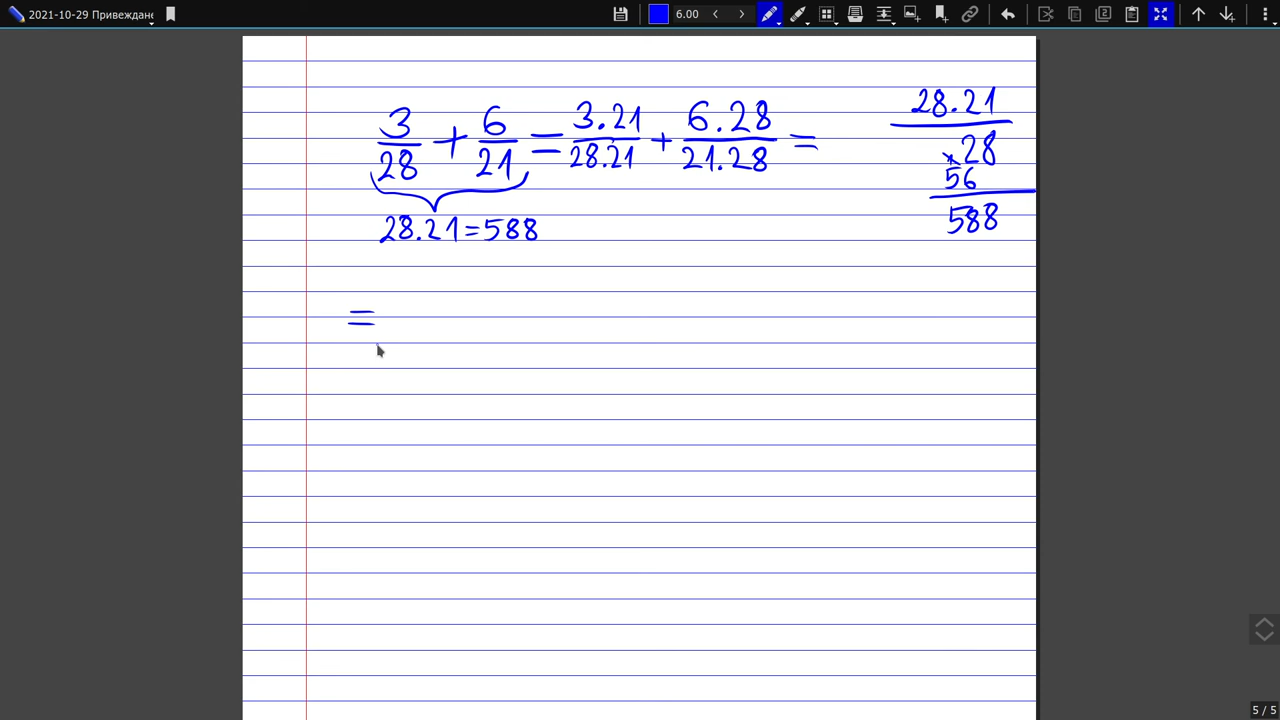 2021-10-29 Привеждане
6.00
3/28 + 6/21 = 3.21/28.21 + 6.28/21.28 =
28.21=588
=
28.21
×28
56
588
5 / 5